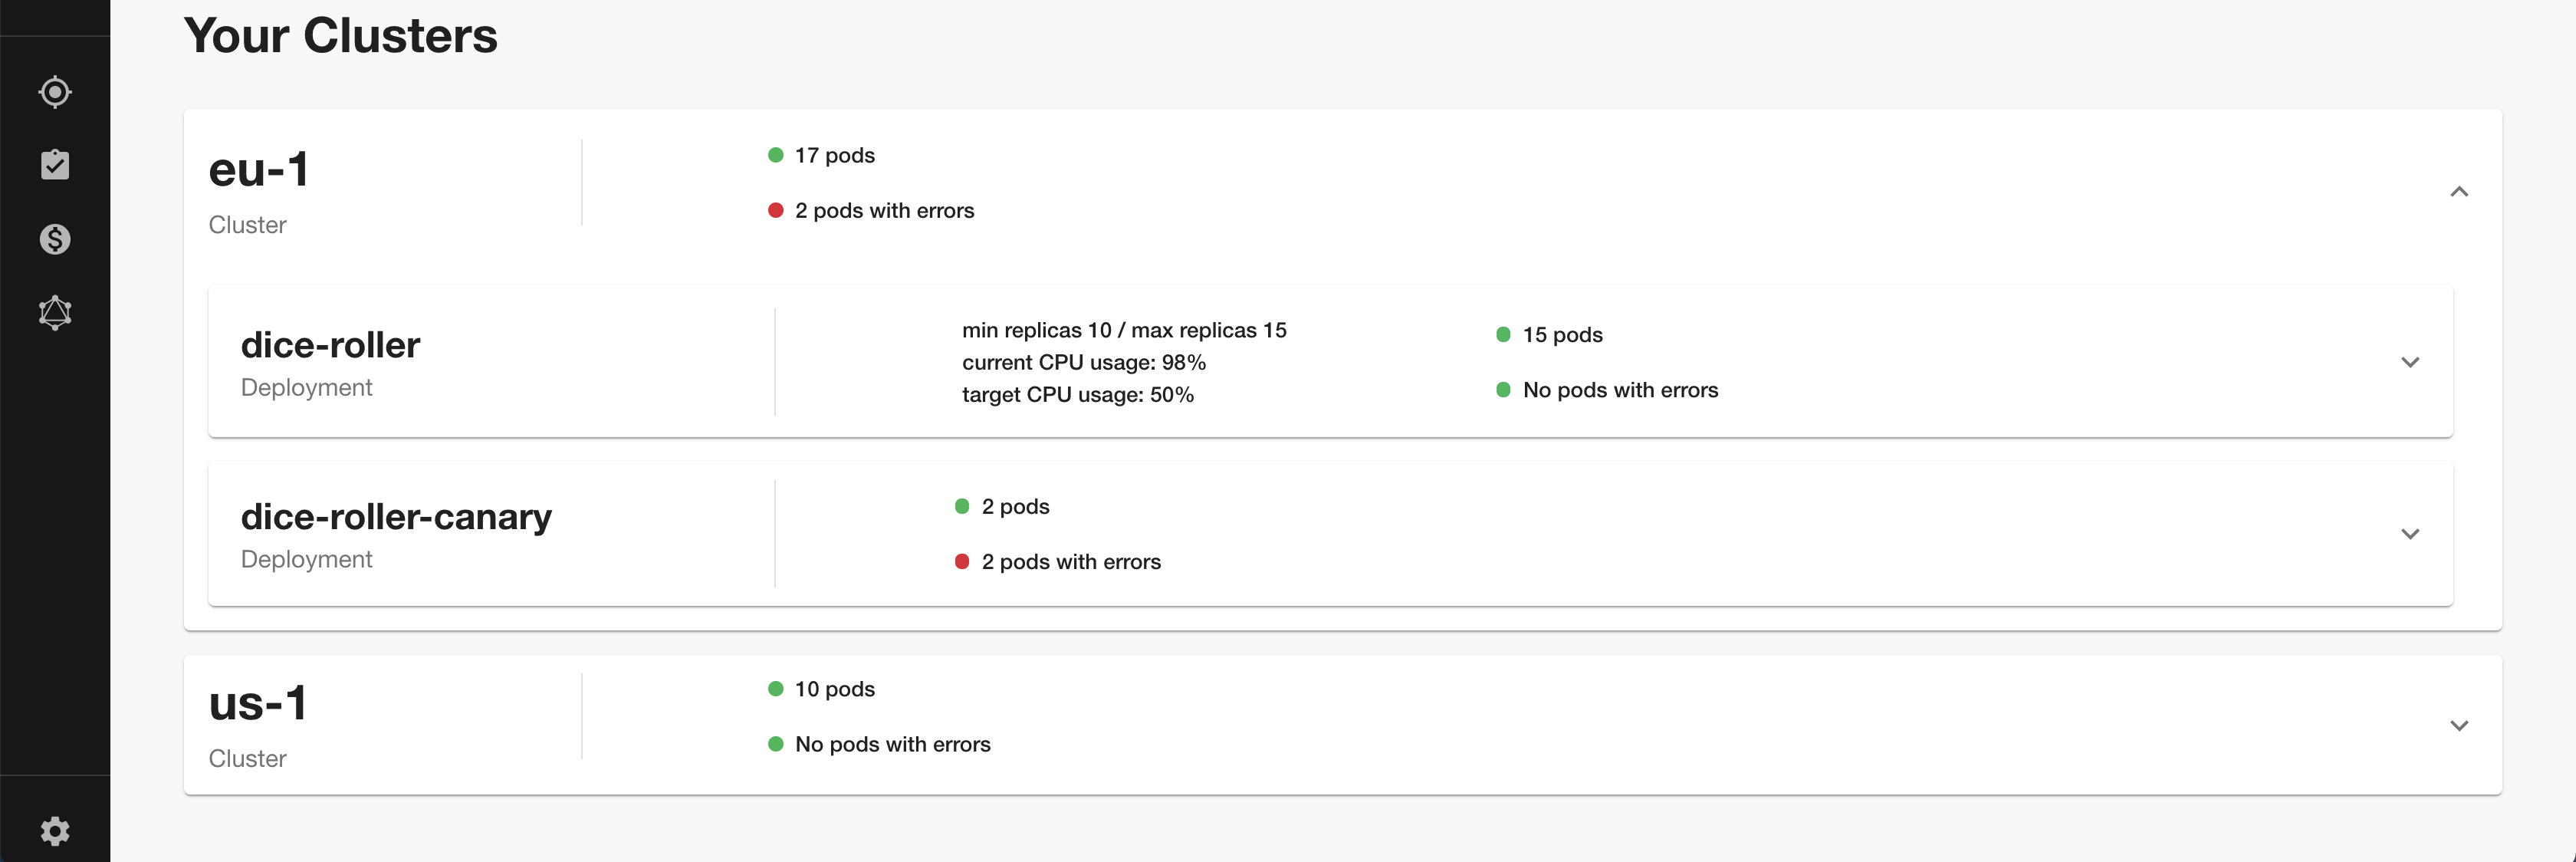 Your Clusters
eu-1
Cluster
17 pods
2 pods with errors
dice-roller
Deployment
min replicas 10 / max replicas 15
current CPU usage: 98%
target CPU usage: 50%
15 pods
No pods with errors
dice-roller-canary
Deployment
2 pods
2 pods with errors
us-1
Cluster
10 pods
No pods with errors